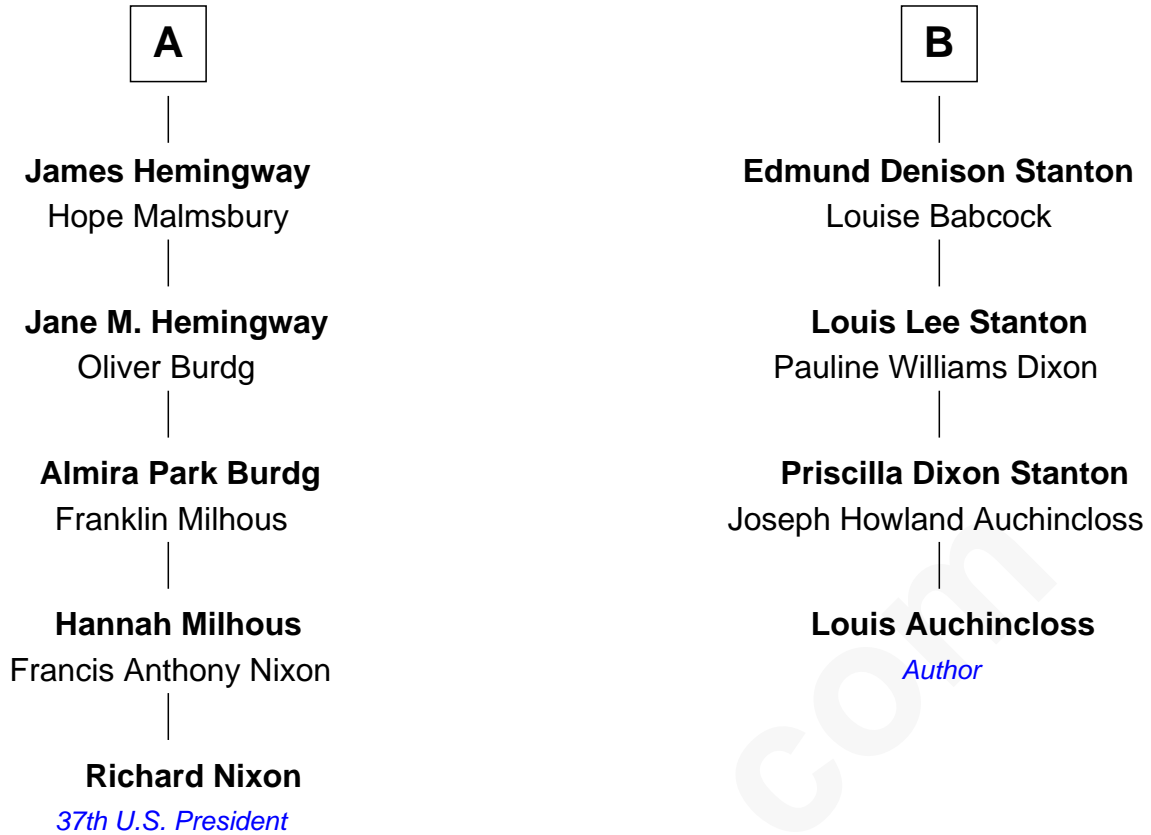 A
James Hemingway
Hope Malmsbury
Jane M. Hemingway
Oliver Burdg
Almira Park Burdg
Franklin Milhous
Hannah Milhous
Francis Anthony Nixon
Richard Nixon
37th U.S. President
B
Edmund Denison Stanton
Louise Babcock
Louis Lee Stanton
Pauline Williams Dixon
Priscilla Dixon Stanton
Joseph Howland Auchincloss
Louis Auchincloss
Author
com